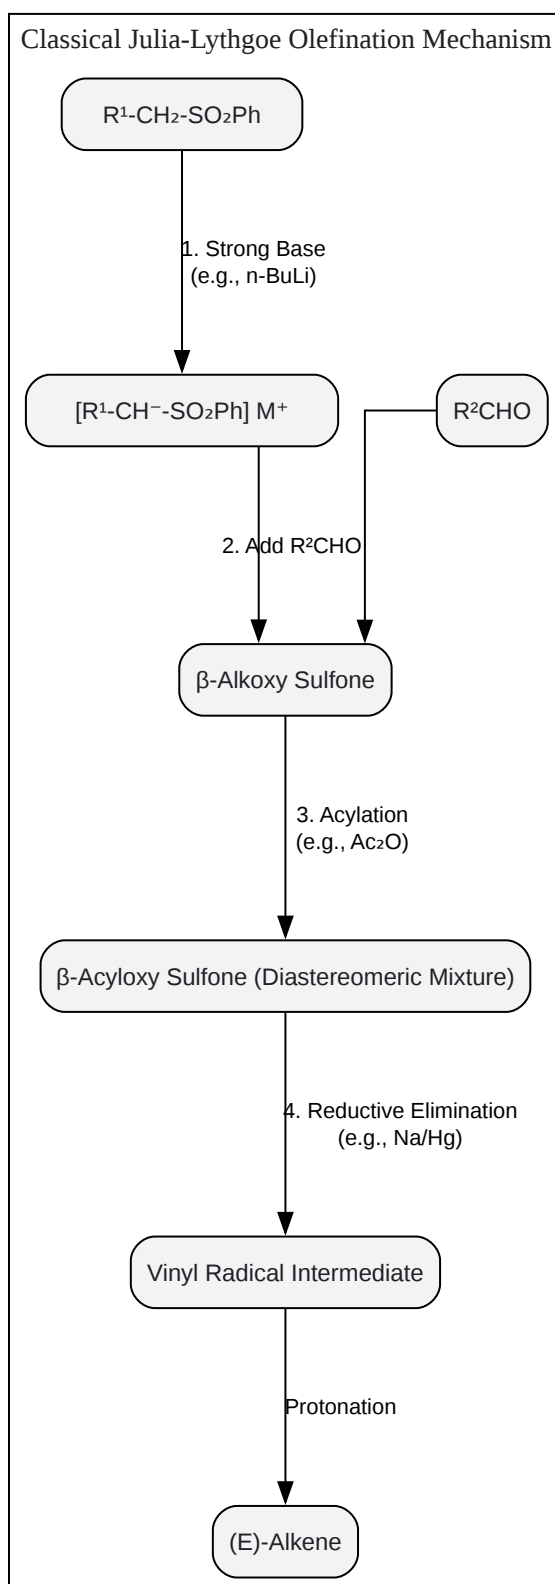 Classical Julia-Lythgoe Olefination Mechanism
R¹-CH₂-SO₂Ph
1. Strong Base
(e.g., n-BuLi)
[R¹-CH⁻-SO₂Ph] M⁺
R²CHO
2. Add R²CHO
β-Alkoxy Sulfone
3. Acylation
(e.g., Ac₂O)
β-Acyloxy Sulfone (Diastereomeric Mixture)
4. Reductive Elimination
(e.g., Na/Hg)
Vinyl Radical Intermediate
Protonation
(E)-Alkene